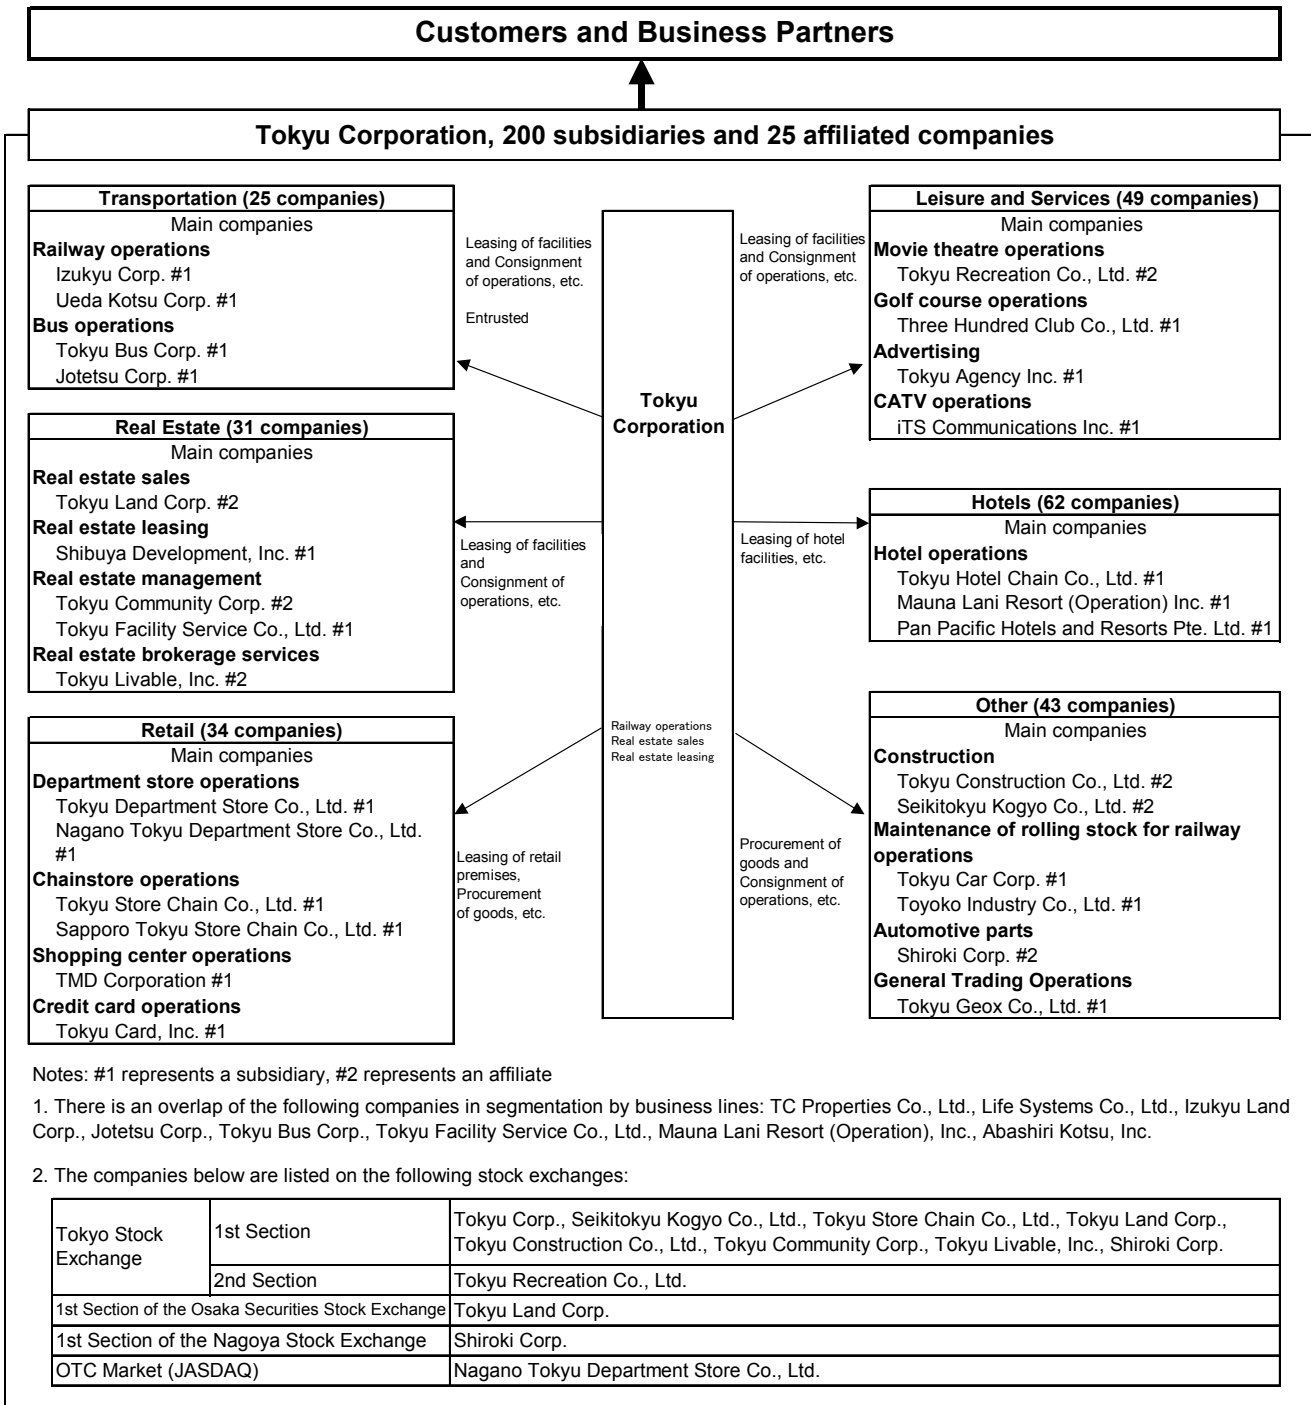 Customers and Business Partners
Tokyu Corporation, 200 subsidiaries and 25 affiliated companies
Transportation (25 companies)
Main companies
Railway operations
Izukyu Corp. #1
Ueda Kotsu Corp. #1
Bus operations
Tokyu Bus Corp. #1
Jotetsu Corp. #1
Real Estate (31 companies)
Main companies
Real estate sales
Tokyu Land Corp. #2
Real estate leasing
Shibuya Development, Inc. #1
Real estate management
Tokyu Community Corp. #2
Tokyu Facility Service Co., Ltd. #1
Real estate brokerage services
Tokyu Livable, Inc. #2
Retail (34 companies)
Main companies
Department store operations
Tokyu Department Store Co., Ltd. #1
Nagano Tokyu Department Store Co., Ltd.
#1
Chainstore operations
Tokyu Store Chain Co., Ltd. #1
Sapporo Tokyu Store Chain Co., Ltd. #1
Shopping center operations
TMD Corporation #1
Credit card operations
Tokyu Card, Inc. #1
Leasing of facilities
and Consignment
of operations, etc.
Entrusted
Leasing of facilities
and
Consignment of
operations, etc.
Leasing of retail
premises,
Procurement
of goods, etc.
Tokyu
Corporation
Railway operations
Real estate sales
Real estate leasing
Leasing of facilities
and Consignment
of operations, etc.
Leasing of hotel
facilities, etc.
Procurement of
goods and
Consignment of
operations, etc.
Leisure and Services (49 companies)
Main companies
Movie theatre operations
Tokyu Recreation Co., Ltd. #2
Golf course operations
Three Hundred Club Co., Ltd. #1
Advertising
Tokyu Agency Inc. #1
CATV operations
iTS Communications Inc. #1
Hotels (62 companies)
Main companies
Hotel operations
Tokyu Hotel Chain Co., Ltd. #1
Mauna Lani Resort (Operation) Inc. #1
Pan Pacific Hotels and Resorts Pte. Ltd. #1
Other (43 companies)
Main companies
Construction
Tokyu Construction Co., Ltd. #2
Seikitokyu Kogyo Co., Ltd. #2
Maintenance of rolling stock for railway
operations
Tokyu Car Corp. #1
Toyoko Industry Co., Ltd. #1
Automotive parts
Shiroki Corp. #2
General Trading Operations
Tokyu Geox Co., Ltd. #1
Notes: #1 represents a subsidiary, #2 represents an affiliate
1. There is an overlap of the following companies in segmentation by business lines: TC Properties Co., Ltd., Life Systems Co., Ltd., Izukyu Land
Corp., Jotetsu Corp., Tokyu Bus Corp., Tokyu Facility Service Co., Ltd., Mauna Lani Resort (Operation), Inc., Abashiri Kotsu, Inc.
2. The companies below are listed on the following stock exchanges:
Tokyo Stock
Exchange
1st Section
Tokyu Corp., Seikitokyu Kogyo Co., Ltd., Tokyu Store Chain Co., Ltd., Tokyu Land Corp.,
Tokyu Construction Co., Ltd., Tokyu Community Corp., Tokyu Livable, Inc., Shiroki Corp.
2nd Section
Tokyu Recreation Co., Ltd.
1st Section of the Osaka Securities Stock Exchange
Tokyu Land Corp.
1st Section of the Nagoya Stock Exchange
Shiroki Corp.
OTC Market (JASDAQ)
Nagano Tokyu Department Store Co., Ltd.